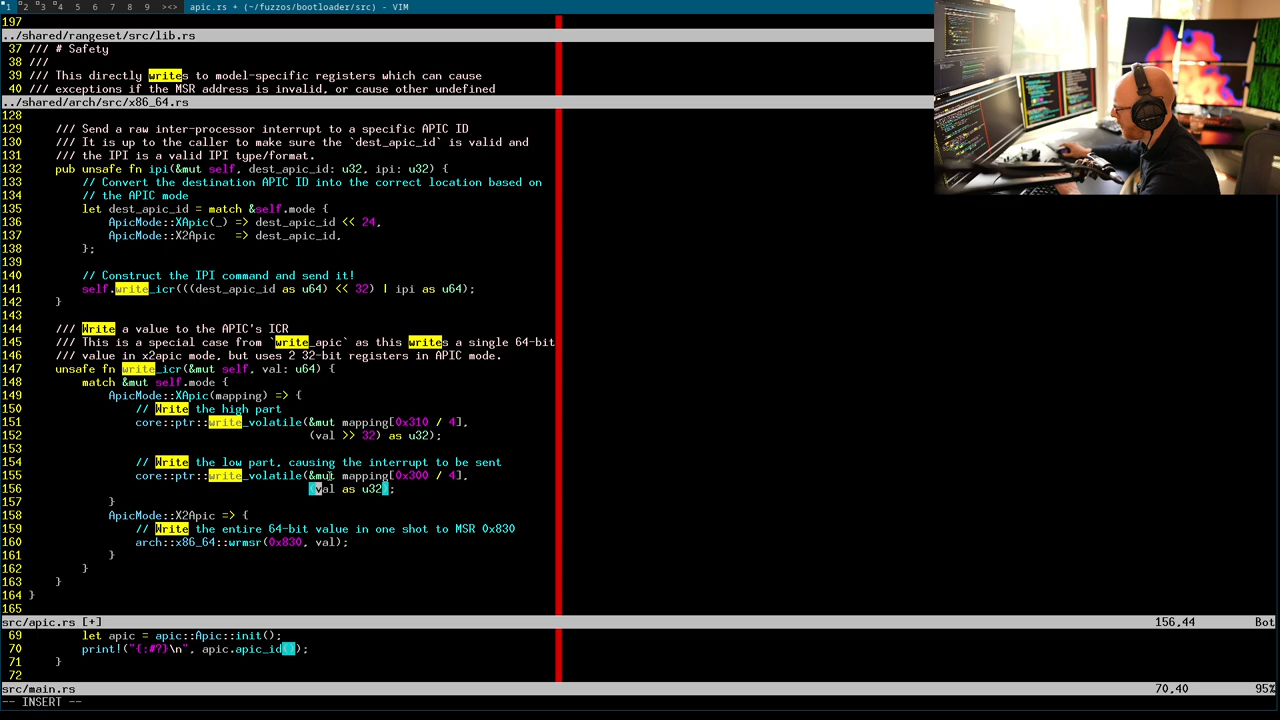 1 2 3 4 5 6 7 8 9 ><> apic.rs + (~/fuzzos/bootloader/src) - VIM
197
../shared/rangeset/src/lib.rs
37 /// # Safety
38 ///
39 /// This directly writes to model-specific registers which can cause
40 /// exceptions if the MSR address is invalid, or cause other undefined
../shared/arch/src/x86_64.rs
128
129     /// Send a raw inter-processor interrupt to a specific APIC ID
130     /// It is up to the caller to make sure the `dest_apic_id` is valid and
131     /// the IPI is a valid IPI type/format.
132     pub unsafe fn ipi(&mut self, dest_apic_id: u32, ipi: u32) {
133         // Convert the destination APIC ID into the correct location based on
134         // the APIC mode
135         let dest_apic_id = match &self.mode {
136             ApicMode::XApic(_) => dest_apic_id << 24,
137             ApicMode::X2Apic   => dest_apic_id,
138         };
139
140         // Construct the IPI command and send it!
141         self.write_icr(((dest_apic_id as u64) << 32) | ipi as u64);
142     }
143
144     /// Write a value to the APIC's ICR
145     /// This is a special case from `write_apic` as this writes a single 64-bit
146     /// value in x2apic mode, but uses 2 32-bit registers in APIC mode.
147     unsafe fn write_icr(&mut self, val: u64) {
148         match &mut self.mode {
149             ApicMode::XApic(mapping) => {
150                 // Write the high part
151                 core::ptr::write_volatile(&mut mapping[0x310 / 4],
152                                           (val >> 32) as u32);
153
154                 // Write the low part, causing the interrupt to be sent
155                 core::ptr::write_volatile(&mut mapping[0x300 / 4],
156                                           (val as u32);
157             }
158             ApicMode::X2Apic => {
159                 // Write the entire 64-bit value in one shot to MSR 0x830
160                 arch::x86_64::wrmsr(0x830, val);
161             }
162         }
163     }
164 }
165
src/apic.rs [+] 156,44 Bot
69         let apic = apic::Apic::init();
70         print!("{:#?}\n", apic.apic_id());
71     }
72
src/main.rs 70,40 95%
-- INSERT --